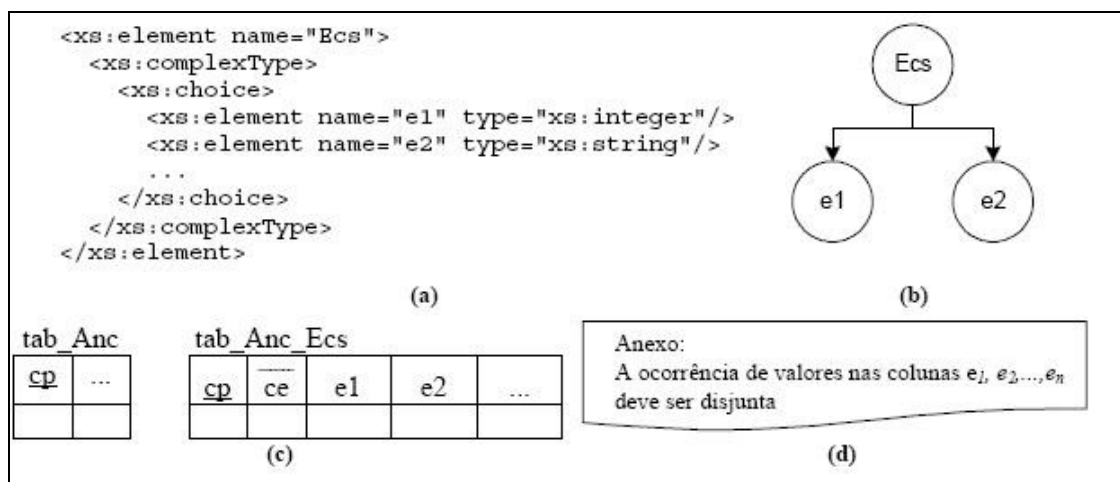 <xs:element name="Ecs">
<xs:complexType>
<xs:choice>
<xs:element name="e1" type="xs:integer"/>
<xs:element name="e2" type="xs:string"/>
...
</xs:choice>
</xs:complexType>
</xs:element>
(a)
Ecs
e1 e2
(b)
tab_Anc
cp ...
tab_Anc_Ecs
cp ce e1 e2 ...
(c)
Anexo:
A ocorrência de valores nas colunas e1, e2,...,en
deve ser disjunta
(d)